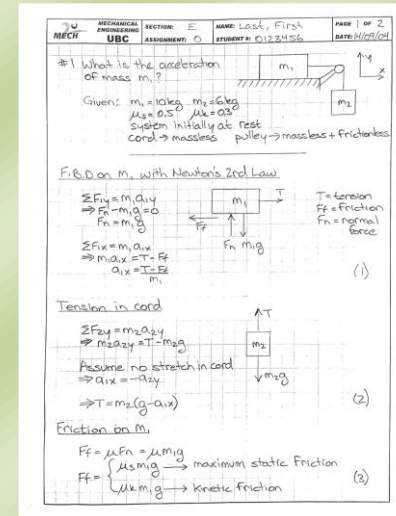 20 MECH
MECHANICAL ENGINEERING UBC
SECTION: E
ASSIGNMENT: 0
NAME: Last, First
STUDENT #: 0123456
PAGE 1 OF 2
DATE: 14/09/04
#1 What is the acceleration
of mass m₁?
Given: m₁ = 10kg m₂ = 6kg
μs = 0.5 μk = 0.3
system initially at rest
cord → massless pulley → massless + frictionless
m₁
m₂
y
x
F.B.D on m₁ with Newton's 2nd Law
ΣF₁y = m₁a₁y
⇒ Fn - m₁g = 0
Fn = m₁g
ΣF₁x = m₁a₁x
⇒ m₁a₁x = T - Ff
a₁x = T - Ff / m₁
m₁
T
Ff
Fn m₁g
T = tension
Ff = friction
Fn = normal
force
(1)
Tension in cord
ΣF₂y = m₂a₂y
⇒ m₂a₂y = T - m₂g
Assume no stretch in cord
⇒ a₁x = -a₂y
⇒ T = m₂(g - a₁x)
T
m₂
m₂g
(2)
Friction on m₁
Ff = μFn = μm₁g
Ff = { μs m₁g → maximum static friction
μk m₁g → kinetic friction
(3)